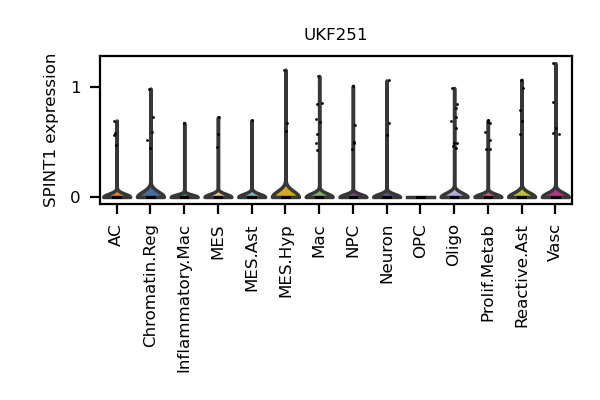 UKF251
SPINT1 expression
1
0
AC
Chromatin.Reg
Inflammatory.Mac
MES
MES.Ast
MES.Hyp
Mac
NPC
Neuron
OPC
Oligo
Prolif.Metab
Reactive.Ast
Vasc